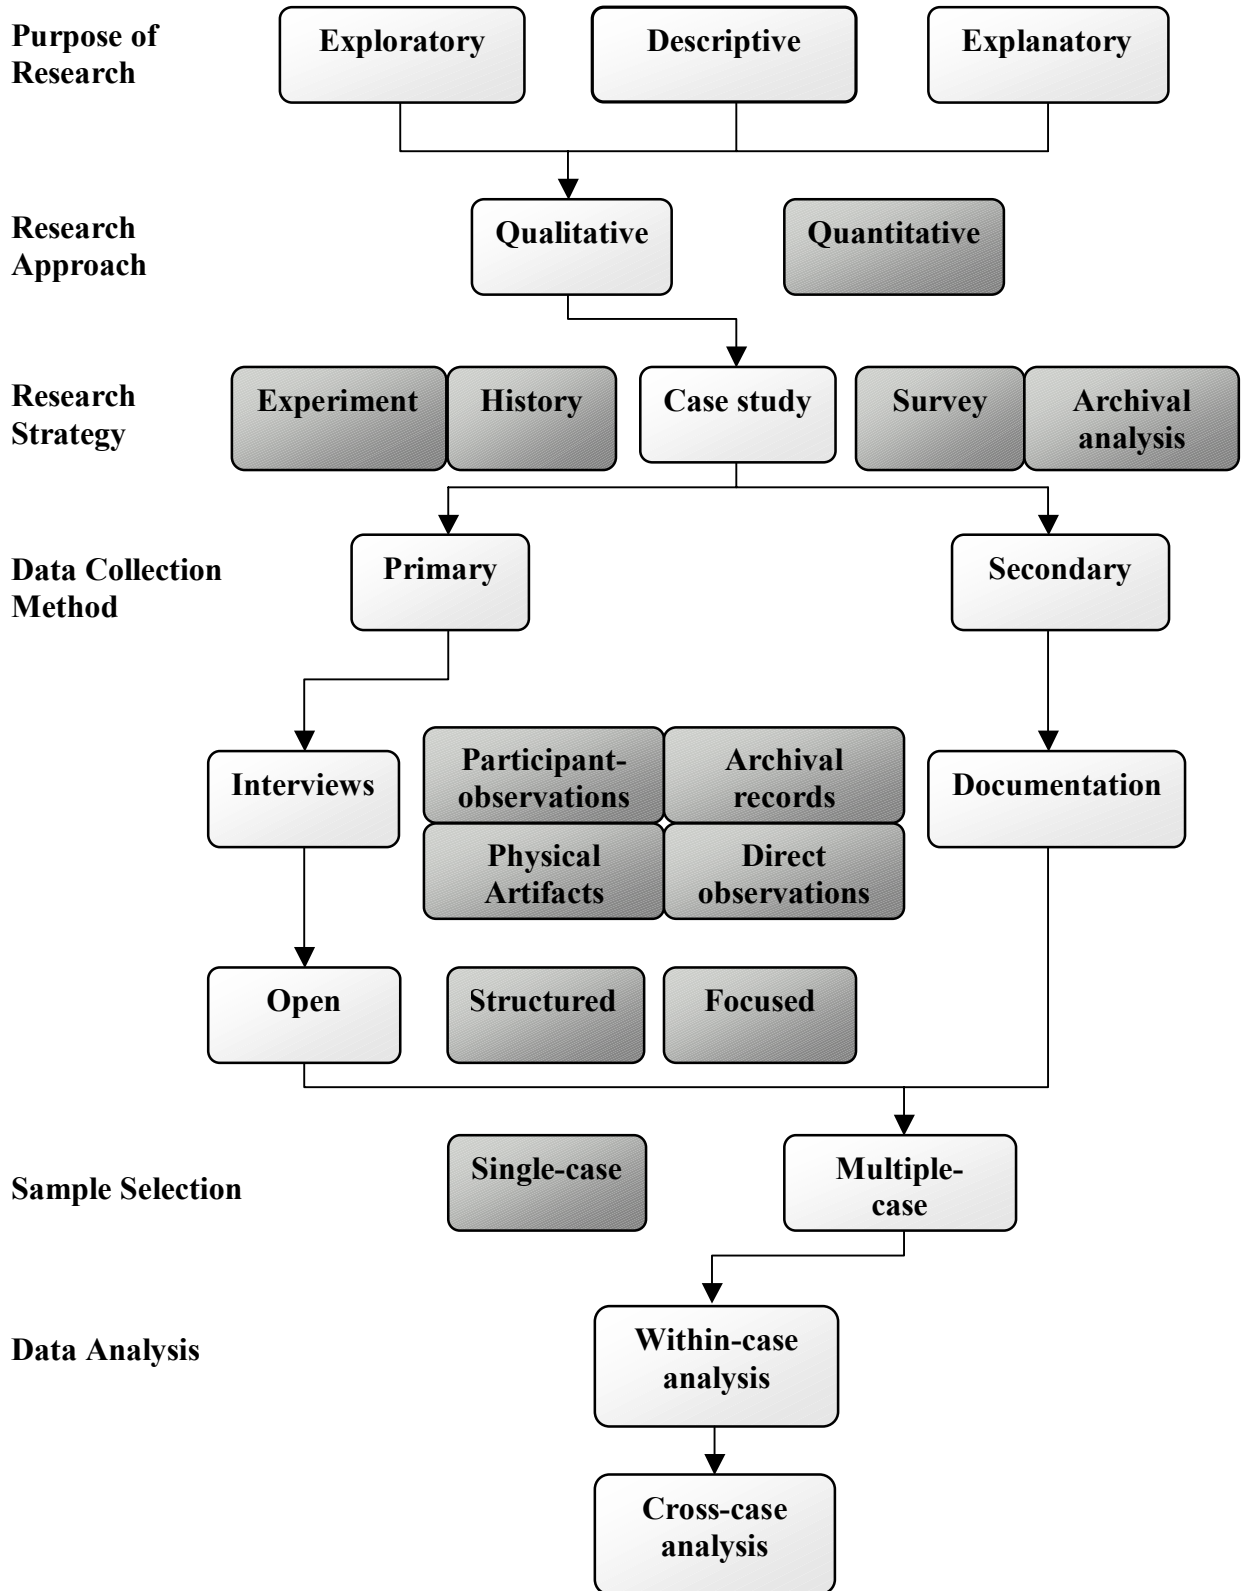 Purpose of
Research
Exploratory
Descriptive
Explanatory
Research
Approach
Qualitative
Quantitative
Research
Strategy
Experiment
History
Case study
Survey
Archival
analysis
Data Collection
Method
Primary
Secondary
Interviews
Participant-
observations
Archival
records
Documentation
Physical
Artifacts
Direct
observations
Open
Structured
Focused
Sample Selection
Single-case
Multiple-
case
Data Analysis
Within-case
analysis
Cross-case
analysis